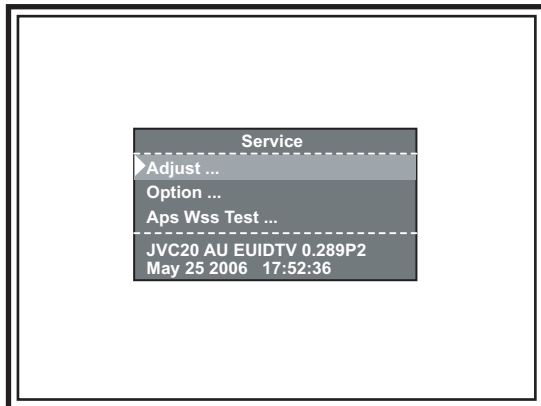 Service
Adjust ...
Option ...
Aps Wss Test ...
JVC20 AU EUIDTV 0.289P2
May 25 2006   17:52:36